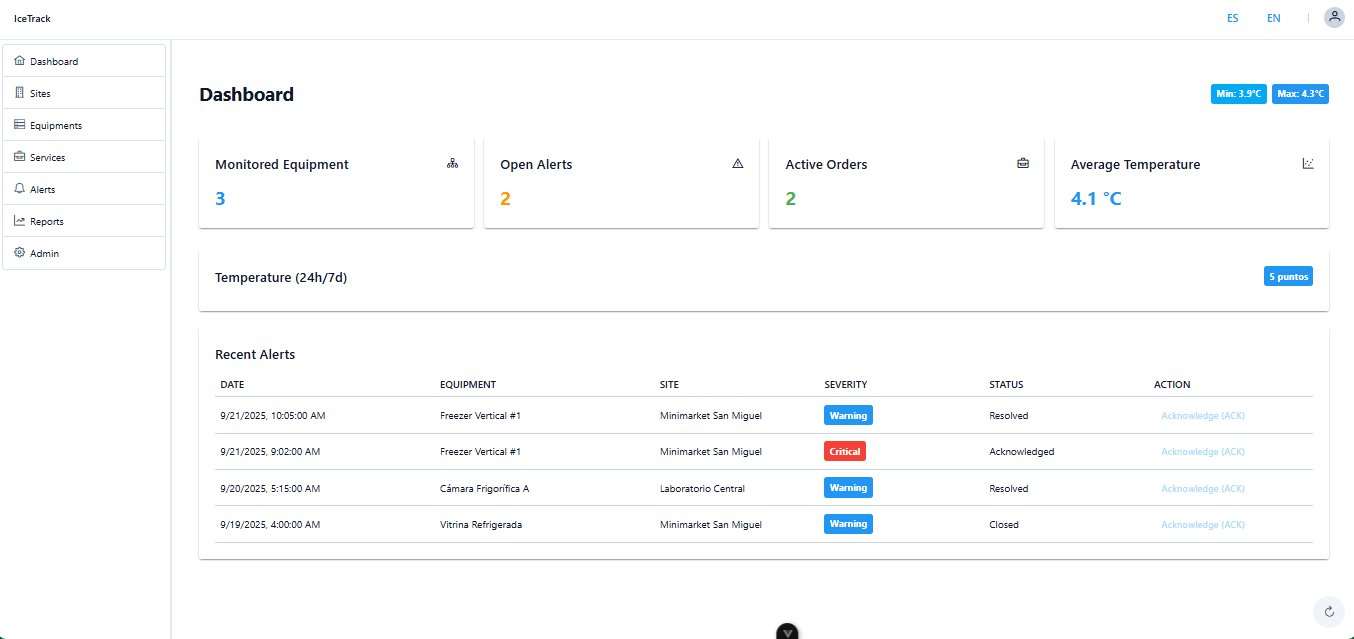 IceTrack ES EN
Dashboard
Sites
Equipments
Services
Alerts
Reports
Admin
Dashboard Min: 3.9°C Max: 4.3°C
Monitored Equipment
3
Open Alerts
2
Active Orders
2
Average Temperature
4.1 °C
Temperature (24h/7d) 5 puntos
Recent Alerts
DATE EQUIPMENT SITE SEVERITY STATUS ACTION
9/21/2025, 10:05:00 AM Freezer Vertical #1 Minimarket San Miguel Warning Resolved Acknowledge (ACK)
9/21/2025, 9:02:00 AM Freezer Vertical #1 Minimarket San Miguel Critical Acknowledged Acknowledge (ACK)
9/20/2025, 5:15:00 AM Cámara Frigorífica A Laboratorio Central Warning Resolved Acknowledge (ACK)
9/19/2025, 4:00:00 AM Vitrina Refrigerada Minimarket San Miguel Warning Closed Acknowledge (ACK)